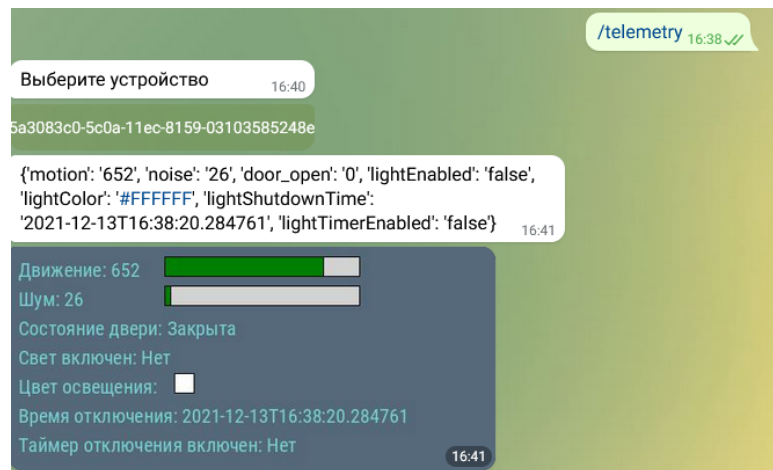 /telemetry 16:38
Выберите устройство 16:40
5a3083c0-5c0a-11ec-8159-03103585248e
{'motion': '652', 'noise': '26', 'door_open': '0', 'lightEnabled': 'false',
'lightColor': '#FFFFFF', 'lightShutdownTime':
'2021-12-13T16:38:20.284761', 'lightTimerEnabled': 'false'} 16:41
Движение: 652
Шум: 26
Состояние двери: Закрыта
Свет включен: Нет
Цвет освещения:
Время отключения: 2021-12-13T16:38:20.284761
Таймер отключения включен: Нет
16:41